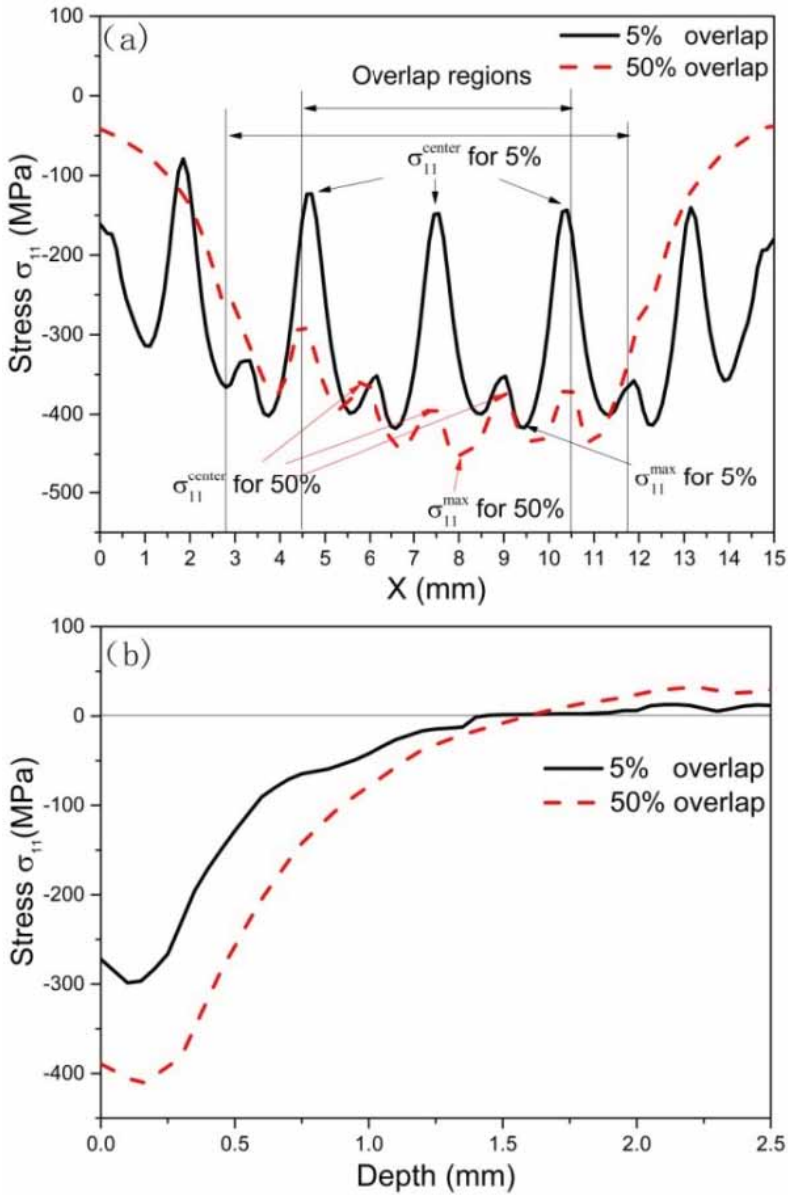 (a)
5% overlap
50% overlap
Overlap regions
σ₁₁ᶜᵉⁿᵗᵉʳ for 5%
σ₁₁ᶜᵉⁿᵗᵉʳ for 50%
σ₁₁ᵐᵃˣ for 50%
σ₁₁ᵐᵃˣ for 5%
100
0
-100
-200
-300
-400
-500
Stress σ₁₁ (MPa)
0 1 2 3 4 5 6 7 8 9 10 11 12 13 14 15
X (mm)
(b)
5% overlap
50% overlap
100
0
-100
-200
-300
-400
Stress σ₁₁(MPa)
0.0 0.5 1.0 1.5 2.0 2.5
Depth (mm)